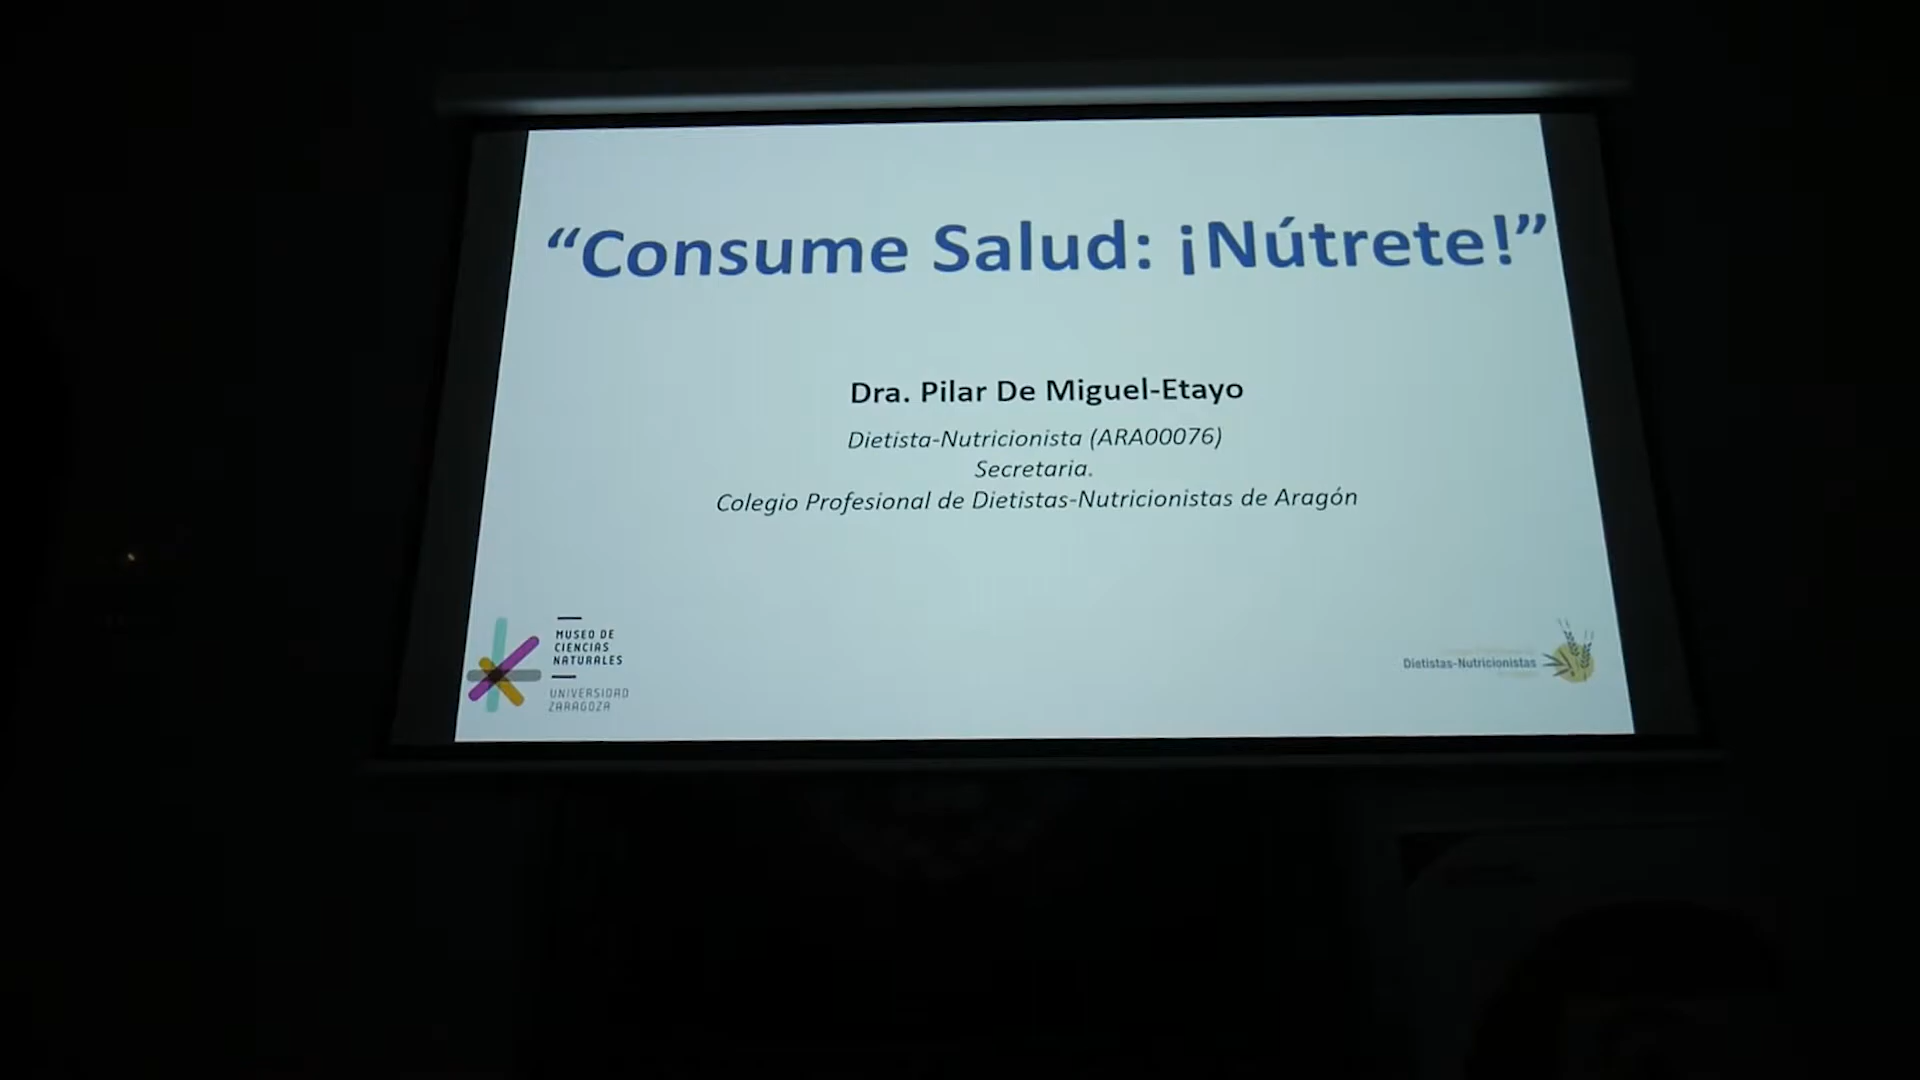 “Consume Salud: ¡Nútrete!”
Dra. Pilar De Miguel-Etayo
Dietista-Nutricionista (ARA00076)
Secretaria.
Colegio Profesional de Dietistas-Nutricionistas de Aragón
MUSEO DE
CIENCIAS
NATURALES
UNIVERSIDAD
ZARAGOZA
Dietistas-Nutricionistas